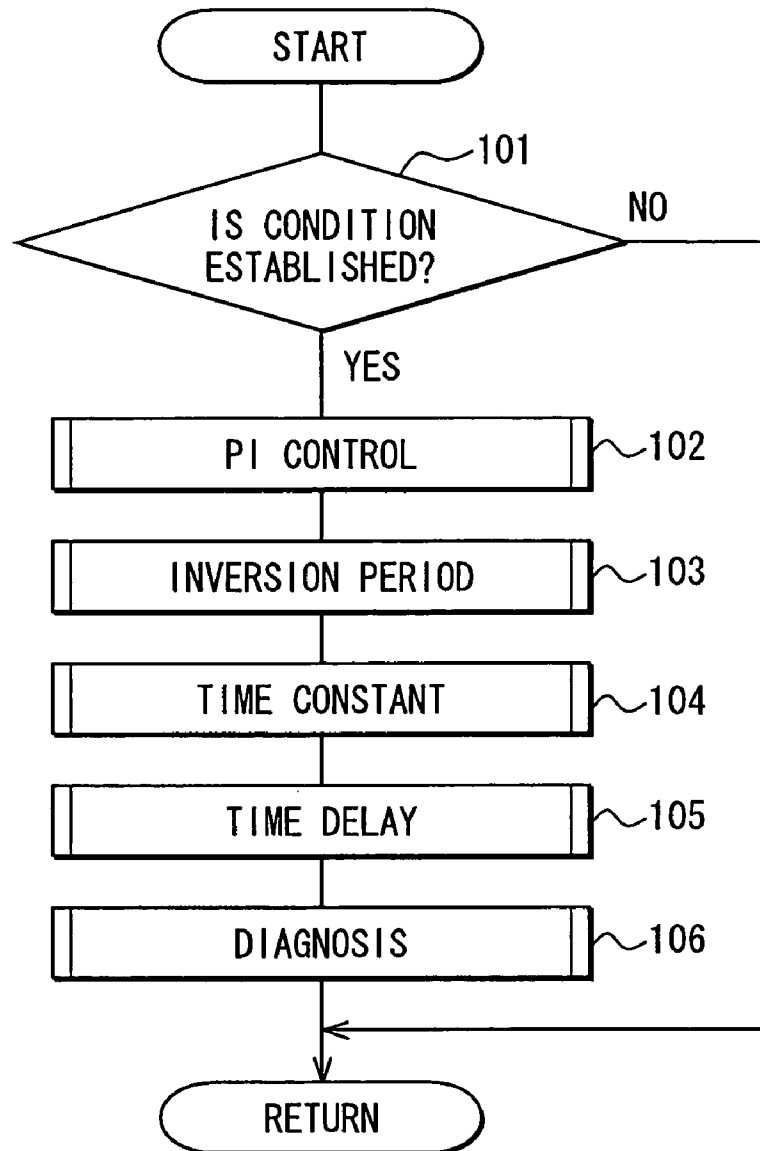 START
101
IS CONDITION
ESTABLISHED?
NO
YES
PI CONTROL
102
INVERSION PERIOD
103
TIME CONSTANT
104
TIME DELAY
105
DIAGNOSIS
106
RETURN